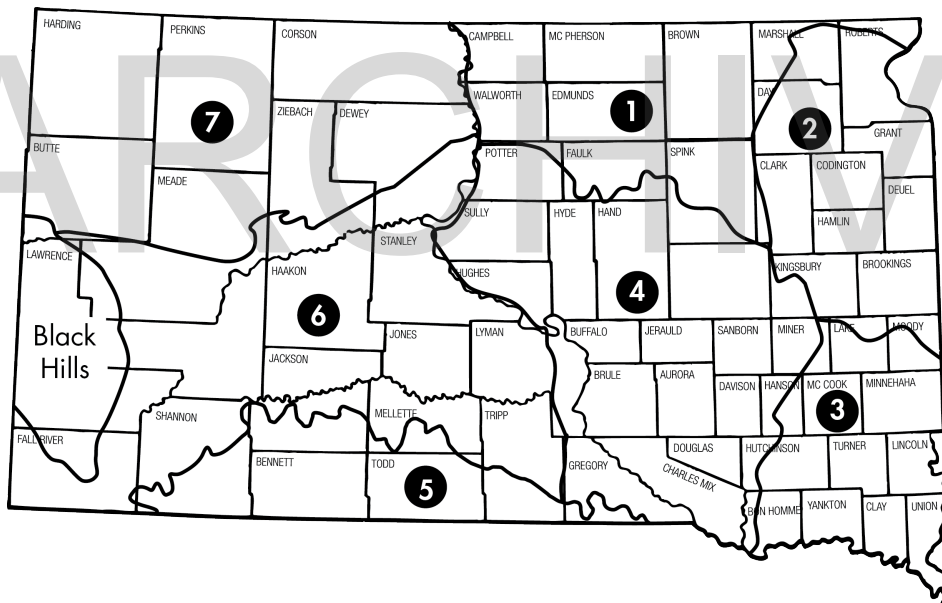 ARCHIV
HARDING
PERKINS
CORSON
CAMPBELL
MC PHERSON
BROWN
MARSHALL
ROBERTS
WALWORTH
EDMUNDS
1
DAY
2
7
ZIEBACH
DEWEY
GRANT
BUTTE
POTTER
FAULK
SPINK
CLARK
CODINGTON
MEADE
DEUEL
SULLY
HYDE
HAND
HAMLIN
STANLEY
LAWRENCE
HAAKON
HUGHES
4
KINGSBURY
BROOKINGS
6
Black
Hills
JONES
LYMAN
BUFFALO
JERAULD
SANBORN
MINER
LAKE
MOODY
JACKSON
BRULE
AURORA
DAVISON
HANSON
MC COOK
MINNEHAHA
3
SHANNON
MELLETTE
TRIPP
FALL RIVER
DOUGLAS
HUTCHINSON
TURNER
LINCOLN
BENNETT
TODD
5
GREGORY
CHARLES MIX
BON HOMME
YANKTON
CLAY
UNION